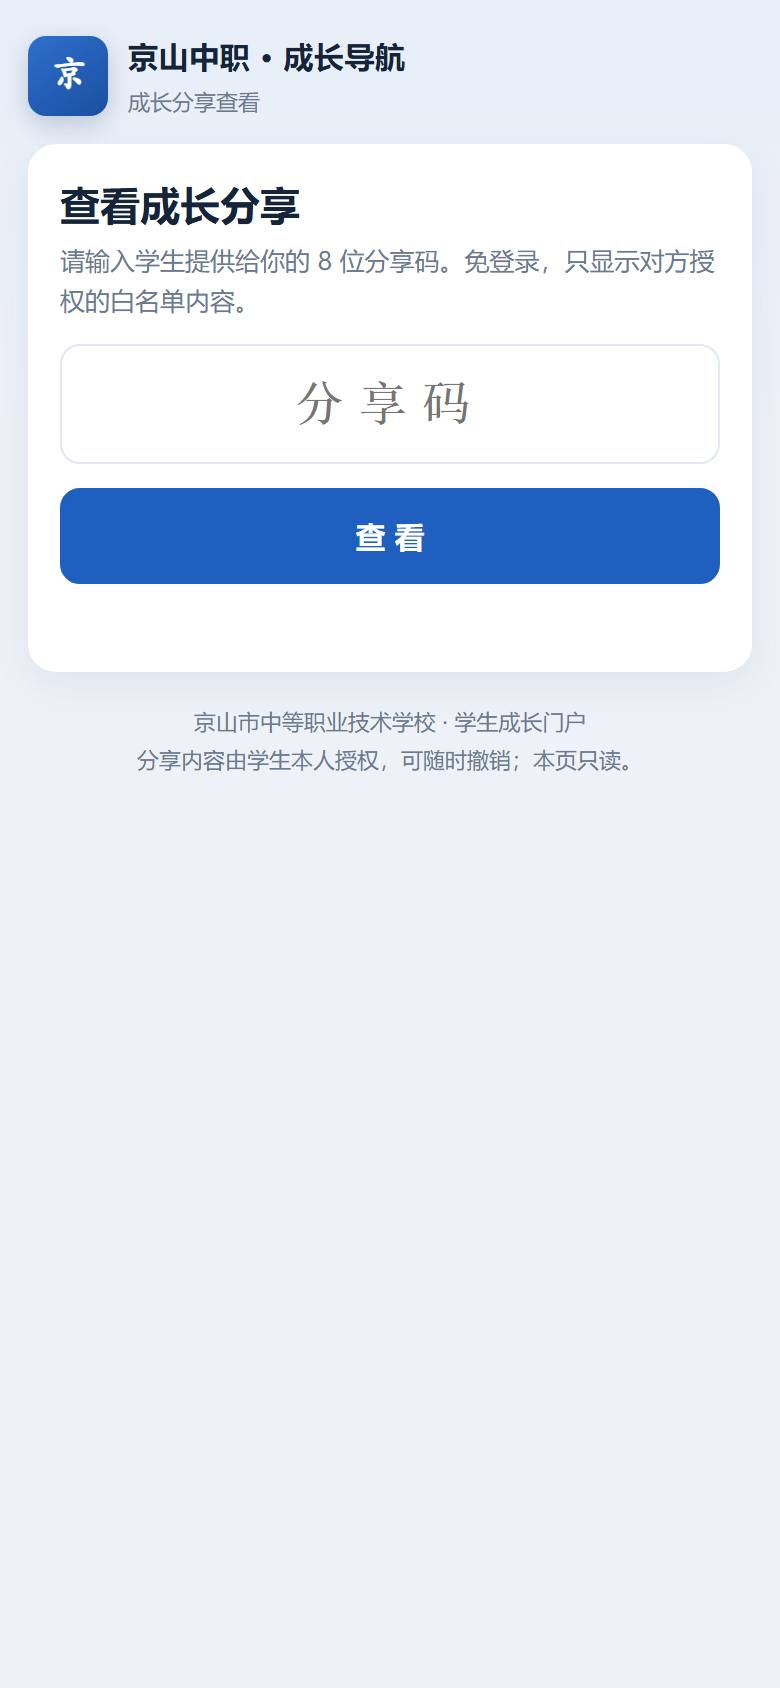 京
京山中职 · 成长导航
成长分享查看
查看成长分享
请输入学生提供给你的 8 位分享码。免登录，只显示对方授
权的白名单内容。
分享码
查 看
京山市中等职业技术学校 · 学生成长门户
分享内容由学生本人授权，可随时撤销；本页只读。